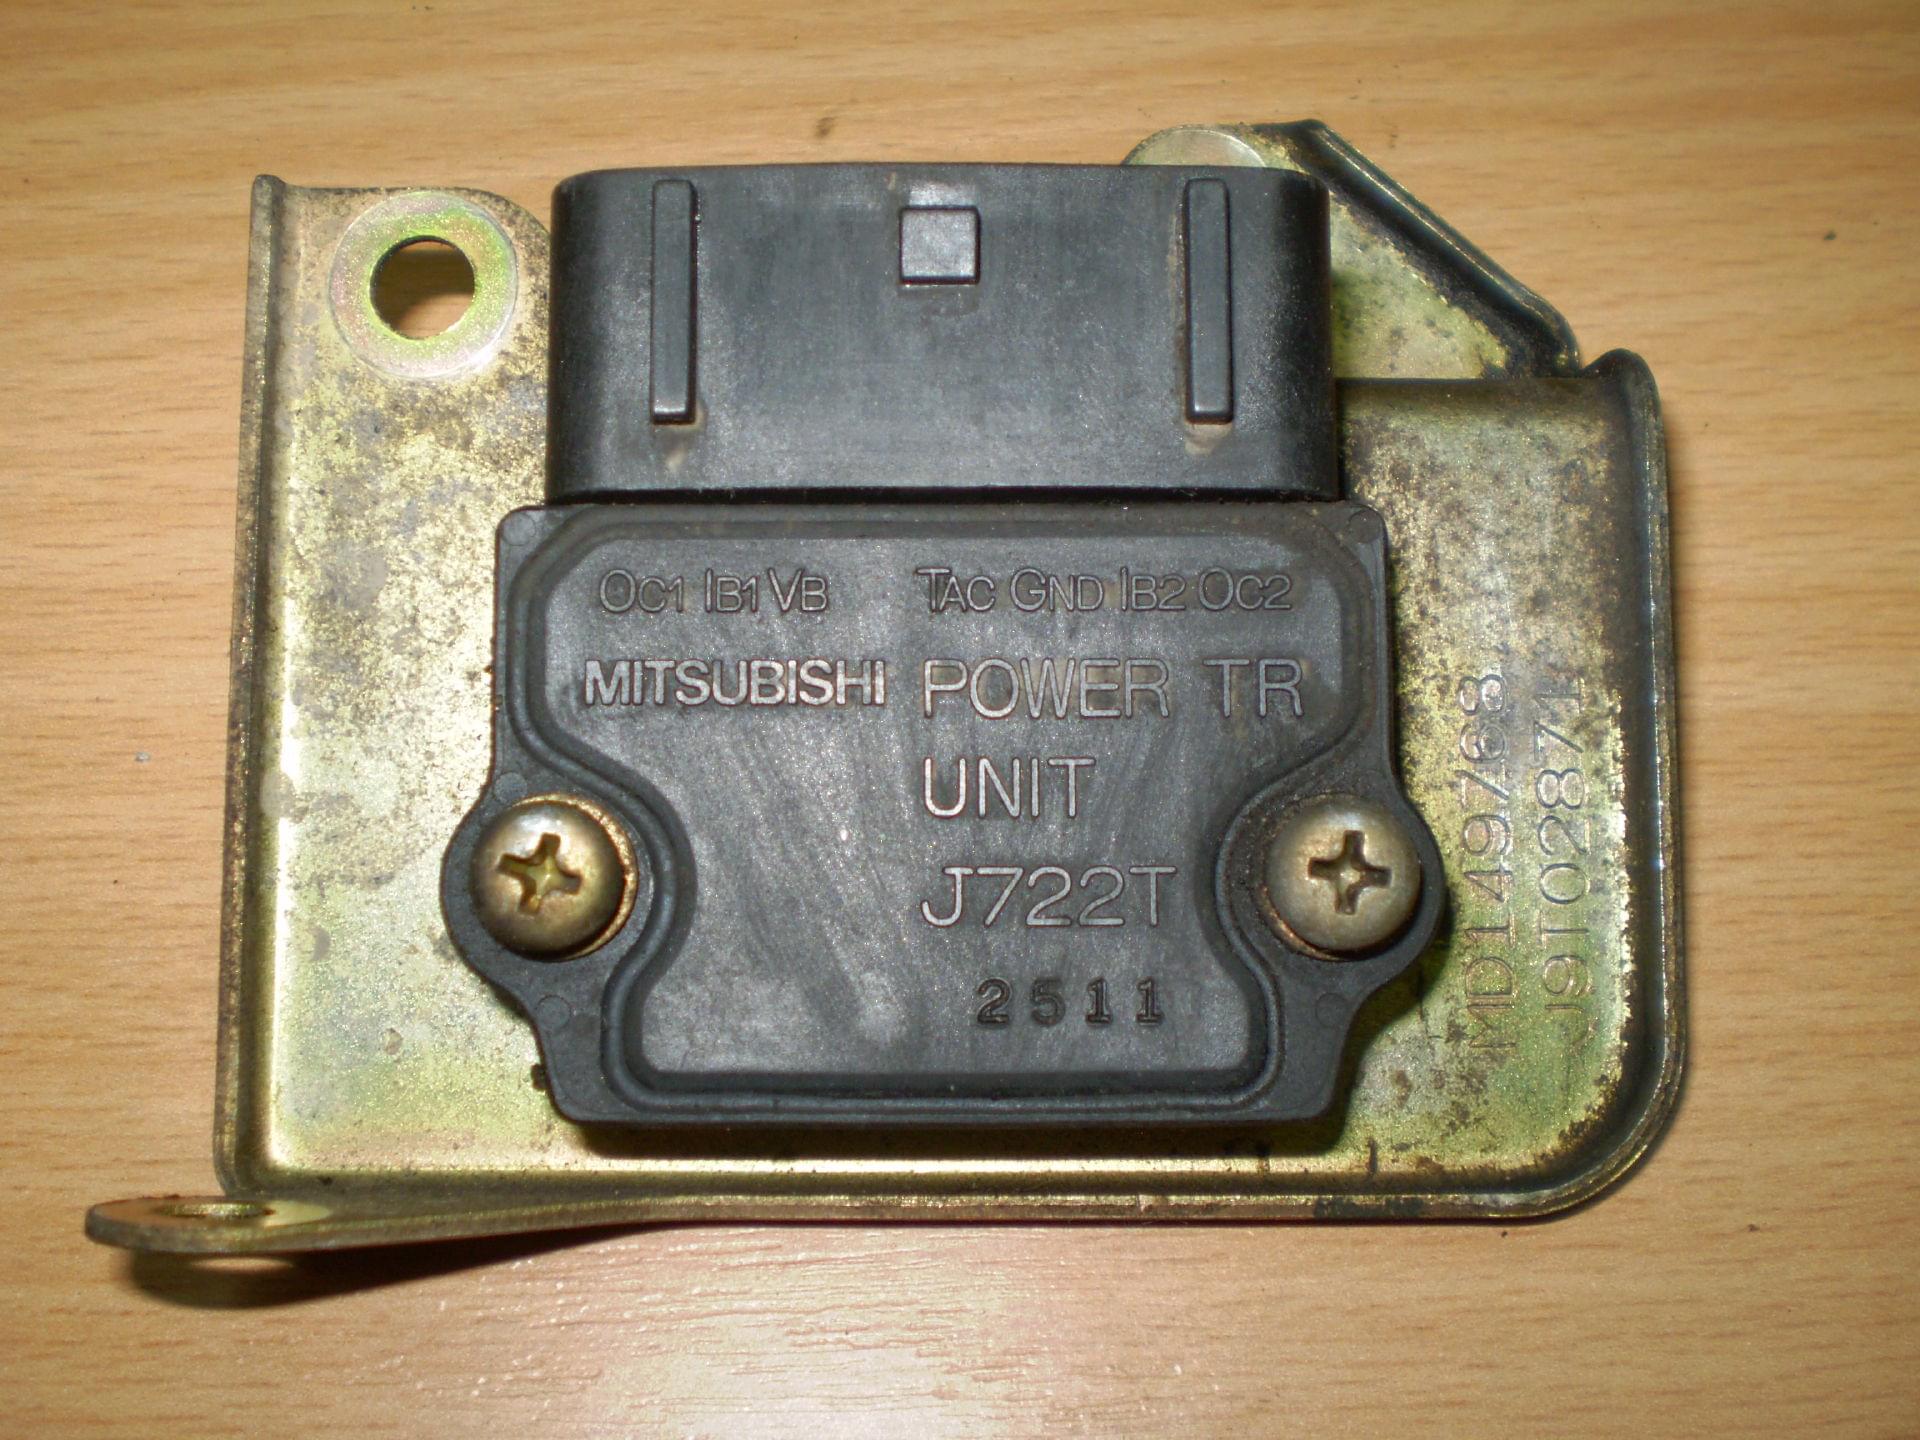 OC1 IB1 VB TAC GND IB2 OC2
MITSUBISHI POWER TR
UNIT
J722T
2511
MD149768
J9T02871